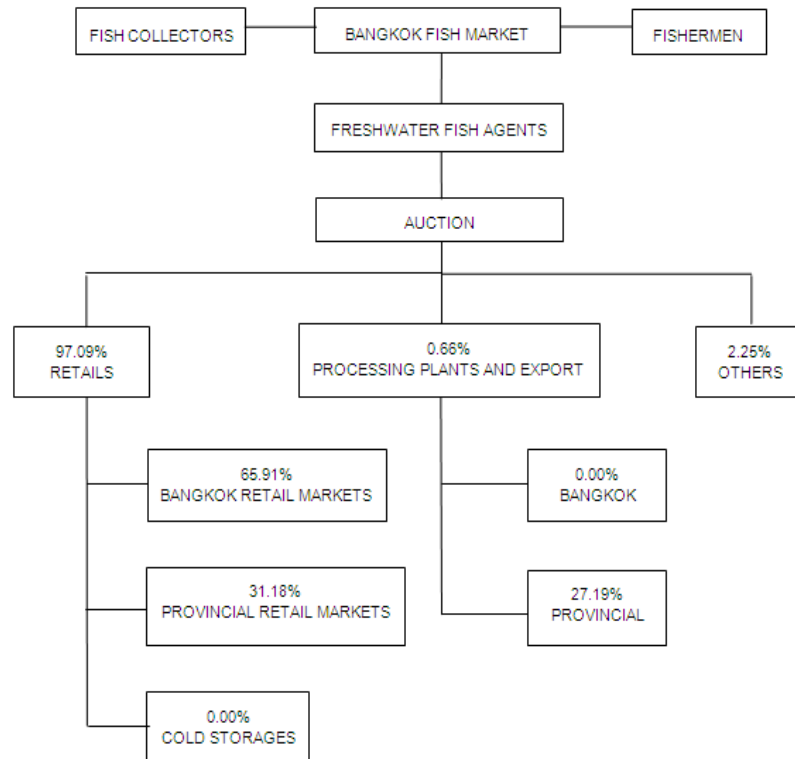 FISH COLLECTORS
BANGKOK FISH MARKET
FISHERMEN
FRESHWATER FISH AGENTS
AUCTION
97.09%
RETAILS
0.66%
PROCESSING PLANTS AND EXPORT
2.25%
OTHERS
65.91%
BANGKOK RETAIL MARKETS
0.00%
BANGKOK
31.18%
PROVINCIAL RETAIL MARKETS
27.19%
PROVINCIAL
0.00%
COLD STORAGES